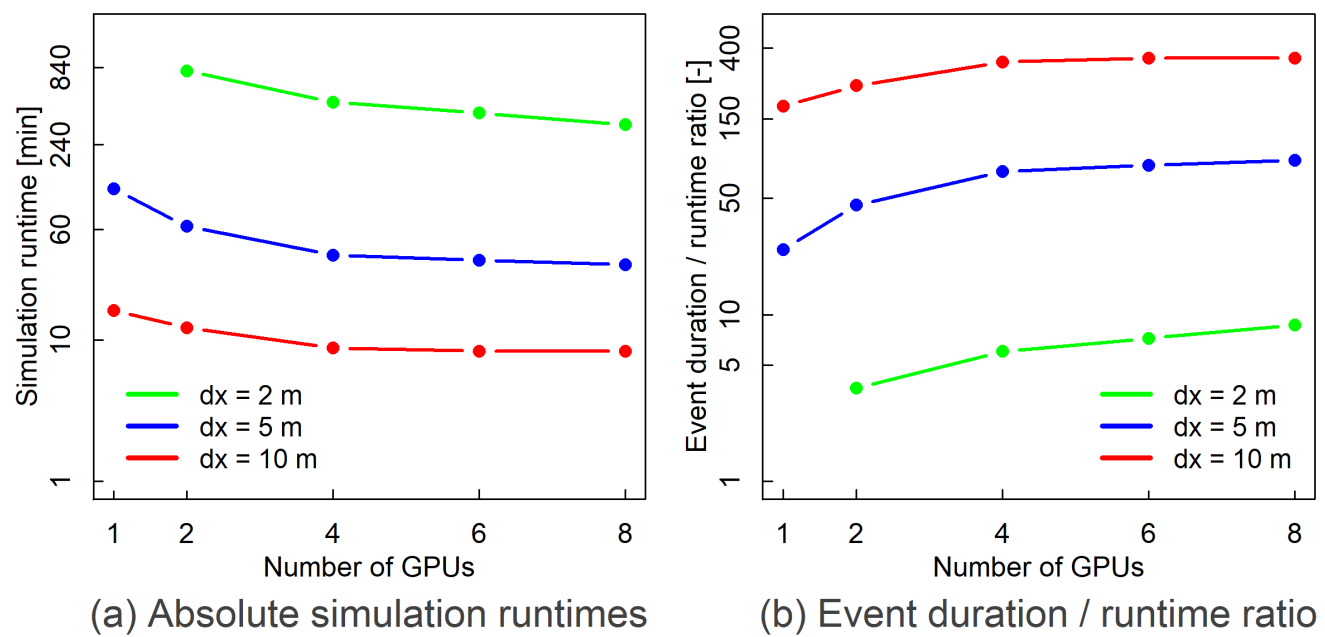 Simulation runtime [min]
840
240
60
10
1
dx = 2 m
dx = 5 m
dx = 10 m
1 2 4 6 8
Number of GPUs
(a) Absolute simulation runtimes
Event duration / runtime ratio [-]
400
150
50
10
5
1
dx = 2 m
dx = 5 m
dx = 10 m
1 2 4 6 8
Number of GPUs
(b) Event duration / runtime ratio